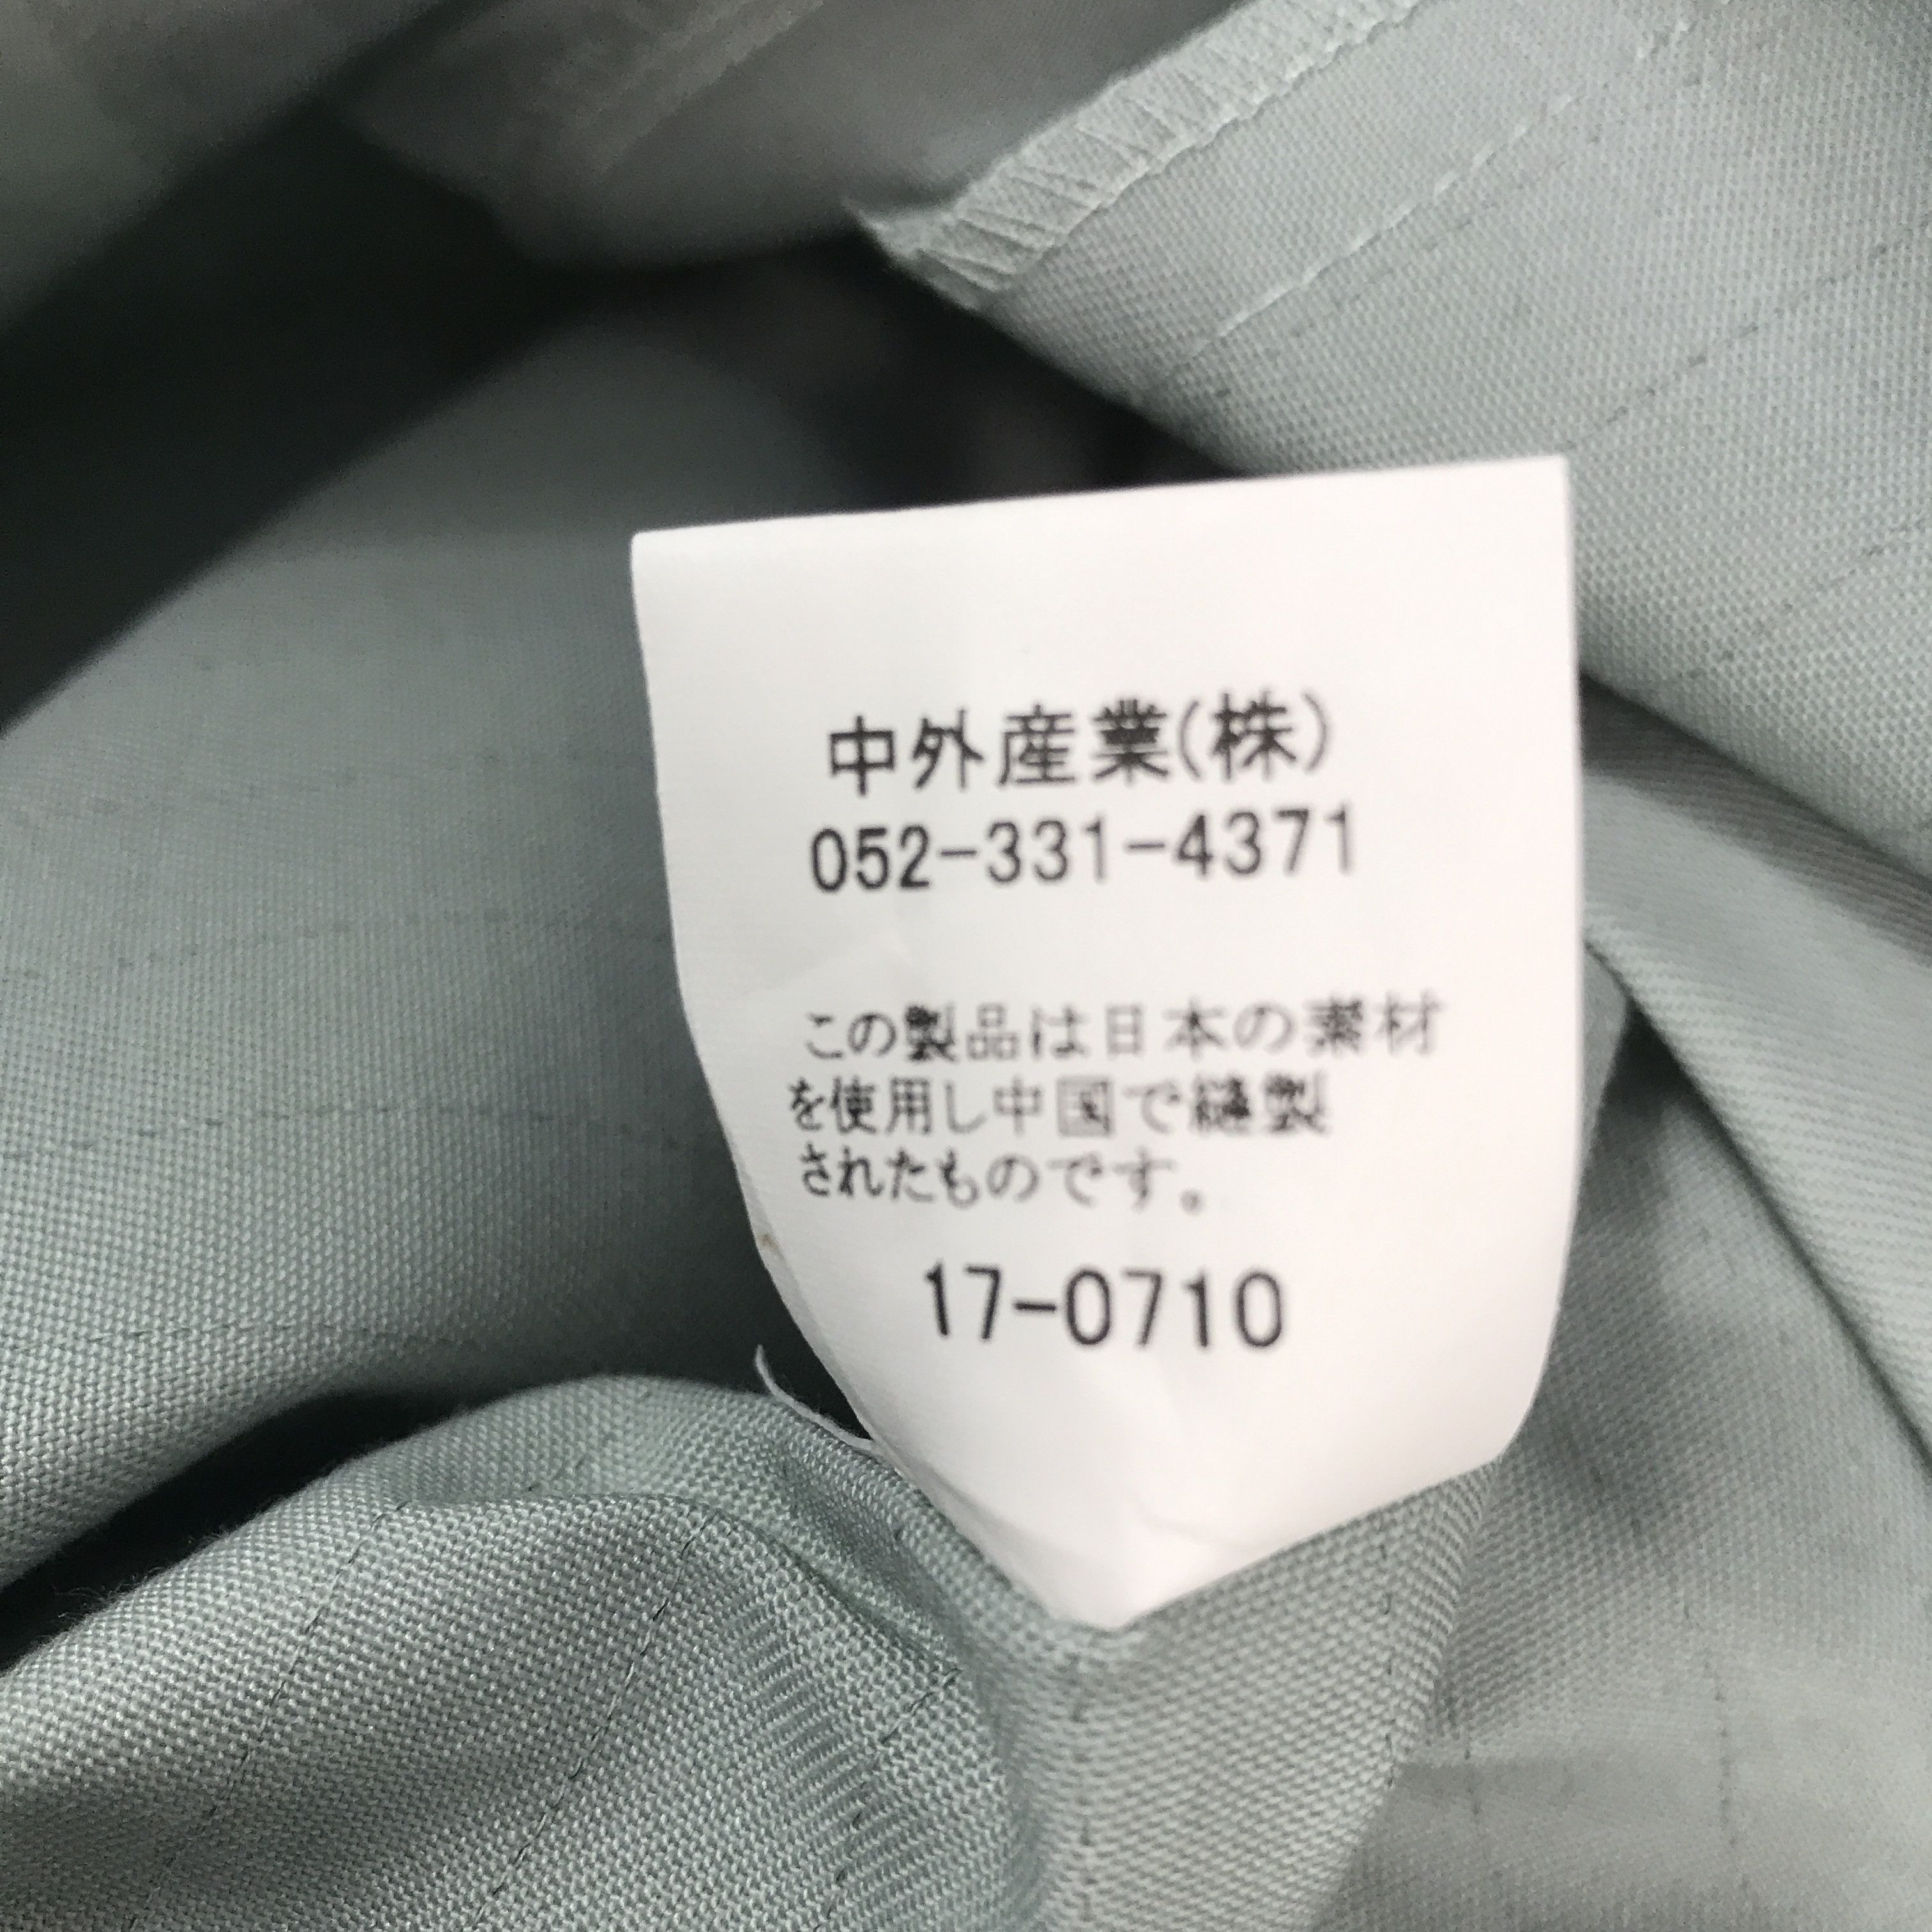 中外産業(株)
052-331-4371
この製品は日本の素材
を使用し中国で縫製
されたものです。
17-0710